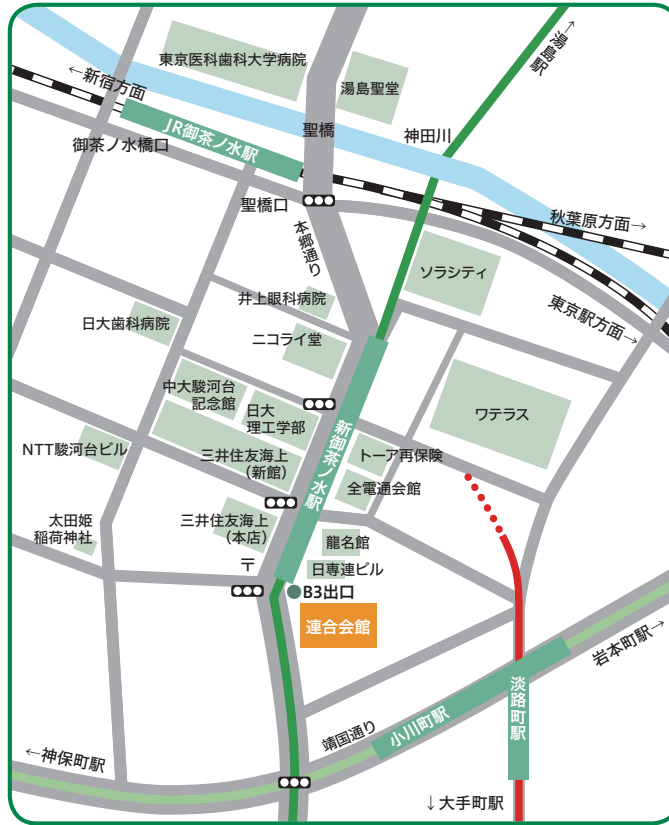 →湯島駅
東京医科歯科大学病院
湯島聖堂
←新宿方面
JR御茶ノ水駅
聖橋
神田川
御茶ノ水橋口
聖橋口
本郷通り
秋葉原方面→
ソラシティ
東京駅方面→
井上眼科病院
日大歯科病院
ニコライ堂
中大駿河台
記念館
日大
理工学部
ワテラス
新御茶ノ水駅
NTT駿河台ビル
三井住友海上
(新館)
トーア再保険
全電通会館
太田姫
稲荷神社
三井住友海上
(本店)
龍名館
〒
日専連ビル
B3出口
連合会館
岩本町駅→
淡路町駅
小川町駅
靖国通り
←神保町駅
↓大手町駅